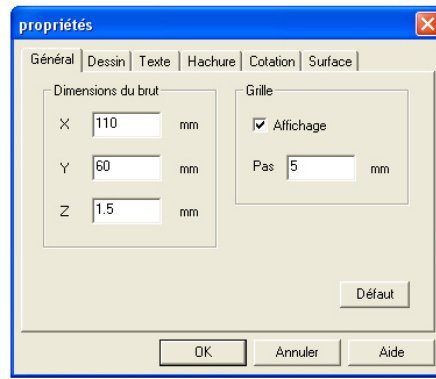 propriétés
Général Dessin Texte Hachure Cotation Surface
Dimensions du brut
X 110 mm
Y 60 mm
Z 1.5 mm
Grille
Affichage
Pas 5 mm
Défaut
OK Annuler Aide